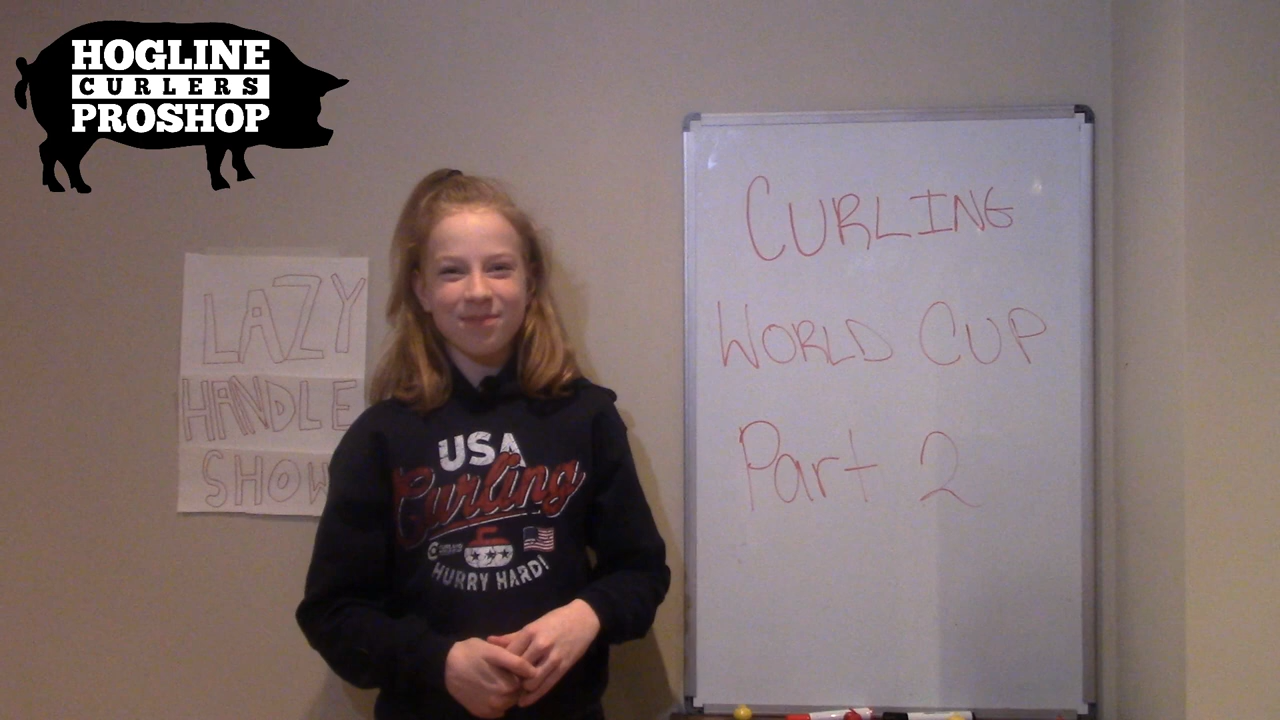 HOGLINE
CURLERS
PROSHOP
LAZY
HANDLE
SHOW
USA
Curling
HURRY HARD!
CURLING
WORLD CUP
Part 2